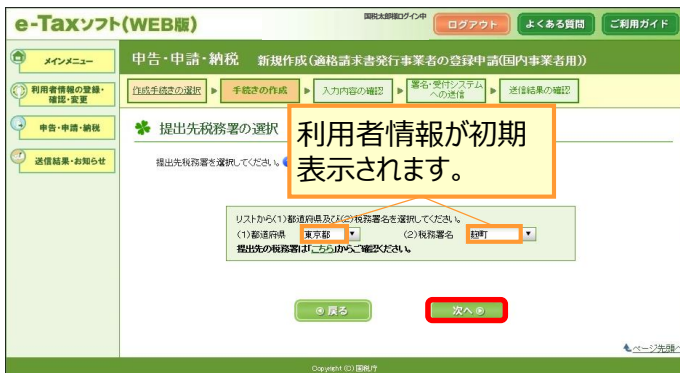 e-Taxソフト(WEB版)
国税太郎様ログイン中
ログアウト
よくある質問
ご利用ガイド
メインメニュー
利用者情報の登録・
確認・変更
申告・申請・納税
送信結果・お知らせ
申告・申請・納税 新規作成(適格請求書発行事業者の登録申請(国内事業者用))
作成手続きの選択
手続きの作成
入力内容の確認
署名・受付システム
への送信
送信結果の確認
提出先税務署の選択
提出先税務署を選択してください。
利用者情報が初期
表示されます。
リストから(1)都道府県及び(2)税務署名を選択してください。
(1)都道府県 東京都 (2)税務署名 麹町
提出先の税務署は「こちら」からご確認ください。
戻る
次へ
ページ先頭へ
Copyright (C) 国税庁